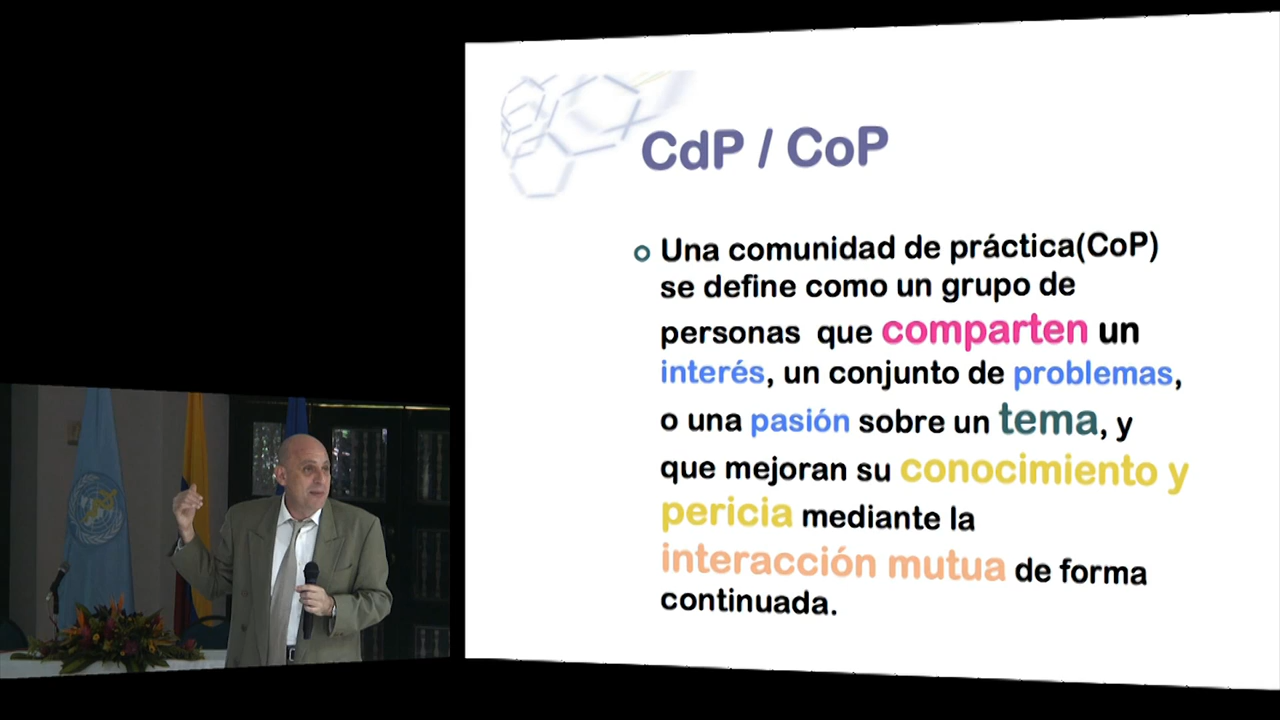 CdP / CoP
Una comunidad de práctica(CoP)
se define como un grupo de
personas que comparten un
interés, un conjunto de problemas,
o una pasión sobre un tema, y
que mejoran su conocimiento y
pericia mediante la
interacción mutua de forma
continuada.